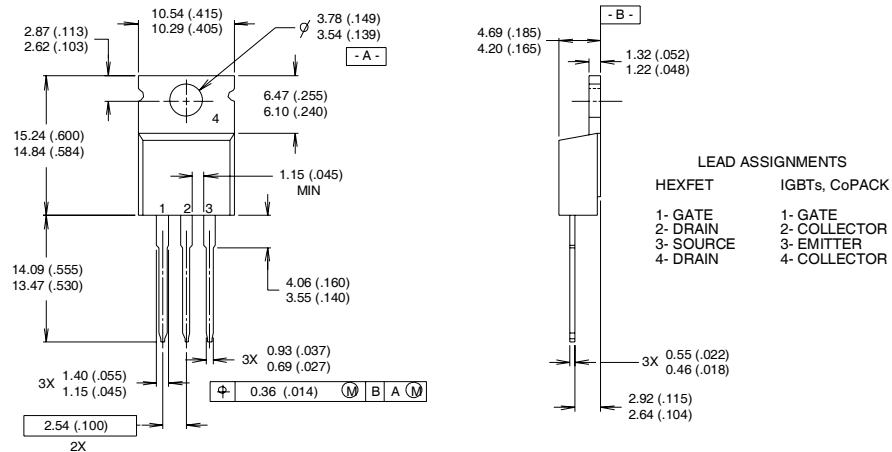 10.54 (.415)
10.29 (.405)
2.87 (.113)
2.62 (.103)
ø 3.78 (.149)
3.54 (.139)
- A -
6.47 (.255)
6.10 (.240)
4
15.24 (.600)
14.84 (.584)
1.15 (.045)
MIN
1 2 3
14.09 (.555)
13.47 (.530)
4.06 (.160)
3.55 (.140)
3X 0.93 (.037)
0.69 (.027)
3X 1.40 (.055)
1.15 (.045)
⌖ 0.36 (.014) Ⓜ B A Ⓜ
2.54 (.100)
2X
- B -
4.69 (.185)
4.20 (.165)
1.32 (.052)
1.22 (.048)
LEAD ASSIGNMENTS
HEXFET
1- GATE
2- DRAIN
3- SOURCE
4- DRAIN
IGBTs, CoPACK
1- GATE
2- COLLECTOR
3- EMITTER
4- COLLECTOR
3X 0.55 (.022)
0.46 (.018)
2.92 (.115)
2.64 (.104)